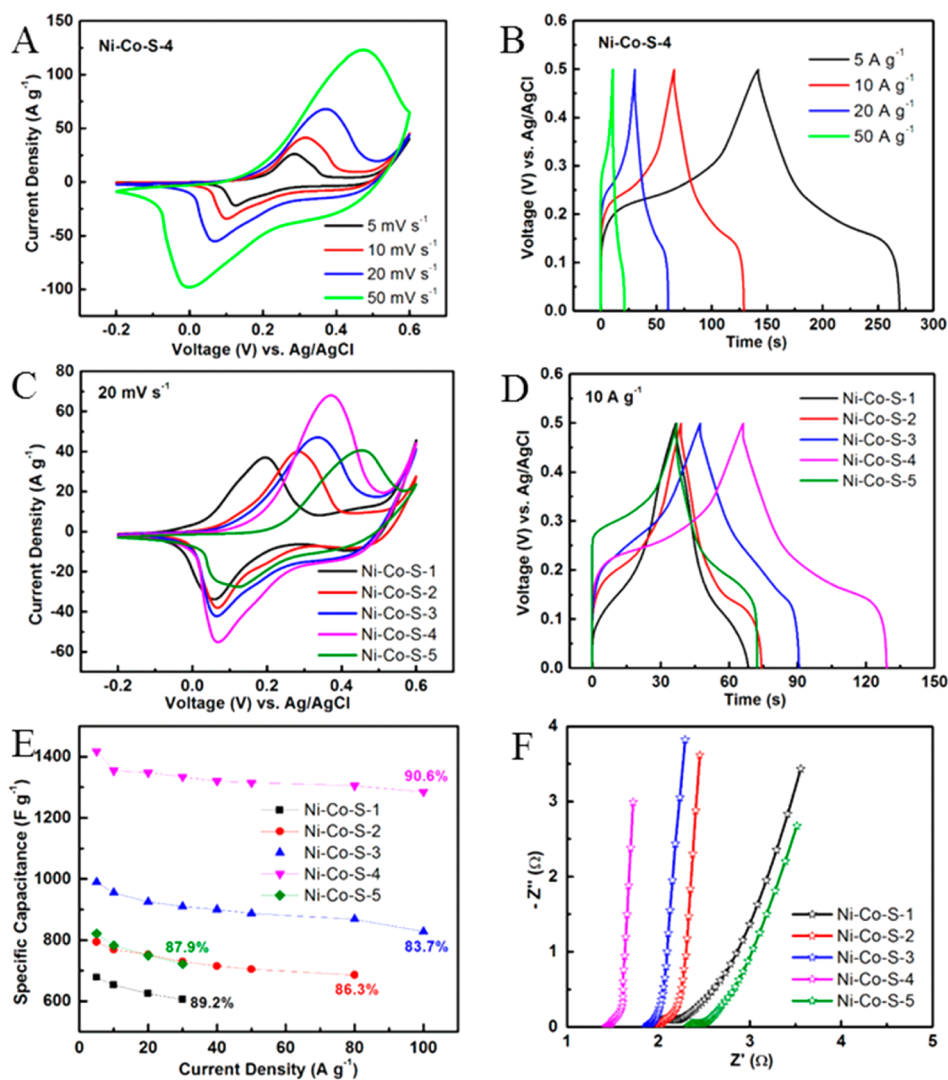 A
Ni-Co-S-4
Current Density (A g⁻¹)
150
100
50
0
-50
-100
-0.2
0.0
0.2
0.4
0.6
Voltage (V) vs. Ag/AgCl
5 mV s⁻¹
10 mV s⁻¹
20 mV s⁻¹
50 mV s⁻¹
B
Ni-Co-S-4
Voltage (V) vs. Ag/AgCl
0.6
0.5
0.4
0.3
0.2
0.1
0.0
0
50
100
150
200
250
300
Time (s)
5 A g⁻¹
10 A g⁻¹
20 A g⁻¹
50 A g⁻¹
C
20 mV s⁻¹
Current Density (A g⁻¹)
80
60
40
20
0
-20
-40
-60
-0.2
0.0
0.2
0.4
0.6
Voltage (V) vs. Ag/AgCl
Ni-Co-S-1
Ni-Co-S-2
Ni-Co-S-3
Ni-Co-S-4
Ni-Co-S-5
D
10 A g⁻¹
Voltage (V) vs. Ag/AgCl
0.6
0.5
0.4
0.3
0.2
0.1
0.0
0
30
60
90
120
150
Time (s)
Ni-Co-S-1
Ni-Co-S-2
Ni-Co-S-3
Ni-Co-S-4
Ni-Co-S-5
E
Specific Capacitance (F g⁻¹)
1400
1200
1000
800
600
0
20
40
60
80
100
Current Density (A g⁻¹)
Ni-Co-S-1
Ni-Co-S-2
Ni-Co-S-3
Ni-Co-S-4
Ni-Co-S-5
90.6%
87.9%
83.7%
86.3%
89.2%
F
- Z'' (Ω)
-4
-3
-2
-1
0
1
2
3
4
5
Z' (Ω)
Ni-Co-S-1
Ni-Co-S-2
Ni-Co-S-3
Ni-Co-S-4
Ni-Co-S-5